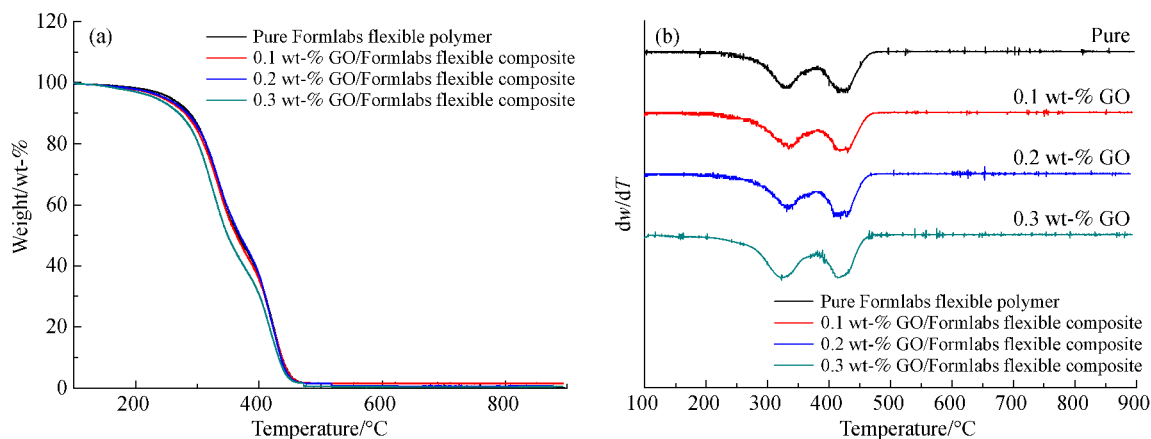 (a)
Pure Formlabs flexible polymer
0.1 wt-% GO/Formlabs flexible composite
0.2 wt-% GO/Formlabs flexible composite
0.3 wt-% GO/Formlabs flexible composite
120
100
80
60
40
20
0
Weight/wt-%
200 400 600 800
Temperature/°C
(b)
Pure
0.1 wt-% GO
0.2 wt-% GO
0.3 wt-% GO
dw/dT
Pure Formlabs flexible polymer
0.1 wt-% GO/Formlabs flexible composite
0.2 wt-% GO/Formlabs flexible composite
0.3 wt-% GO/Formlabs flexible composite
100 200 300 400 500 600 700 800 900
Temperature/°C